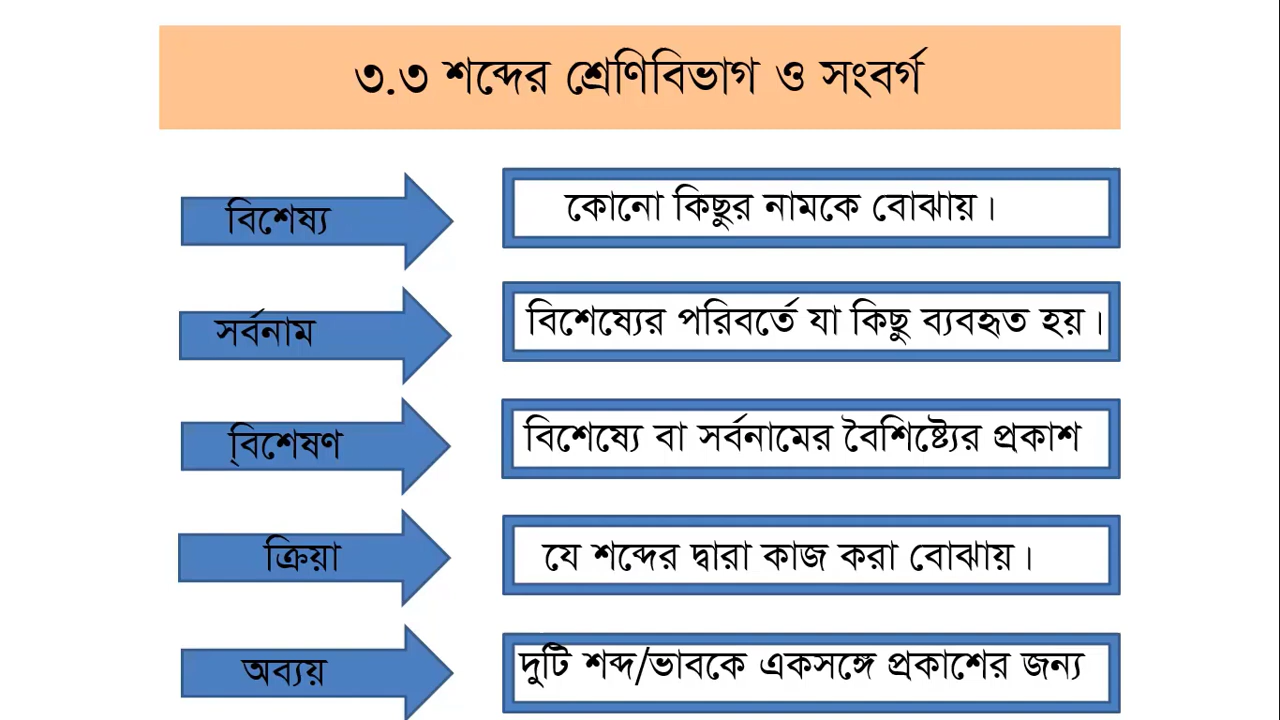 ৩.৩ শব্দের শ্রেণিবিভাগ ও সংবর্গ
বিশেষ্য
কোনো কিছুর নামকে বোঝায়।
সর্বনাম
বিশেষ্যের পরিবর্তে যা কিছু ব্যবহৃত হয়।
বিশেষণ
বিশেষ্যে বা সর্বনামের বৈশিষ্ট্যের প্রকাশ
ক্রিয়া
যে শব্দের দ্বারা কাজ করা বোঝায়।
অব্যয়
দুটি শব্দ/ভাবকে একসঙ্গে প্রকাশের জন্য